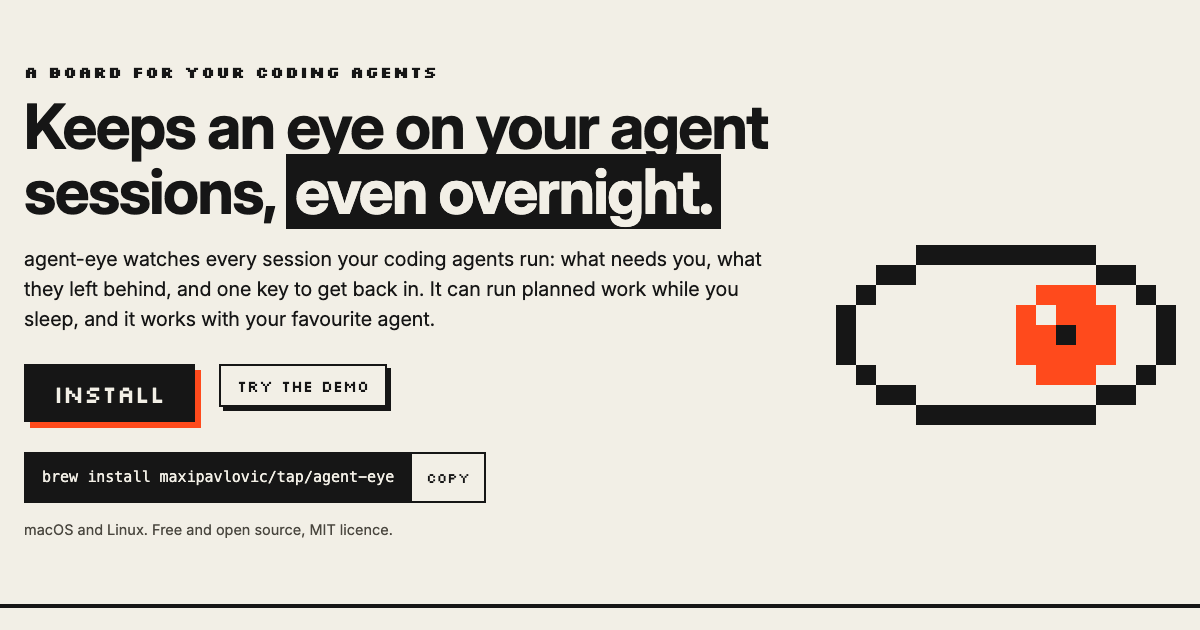 A BOARD FOR YOUR CODING AGENTS
Keeps an eye on your agent
sessions, even overnight.
agent-eye watches every session your coding agents run: what needs you, what
they left behind, and one key to get back in. It can run planned work while you
sleep, and it works with your favourite agent.
INSTALL
TRY THE DEMO
brew install maxipavlovic/tap/agent-eye
COPY
macOS and Linux. Free and open source, MIT licence.